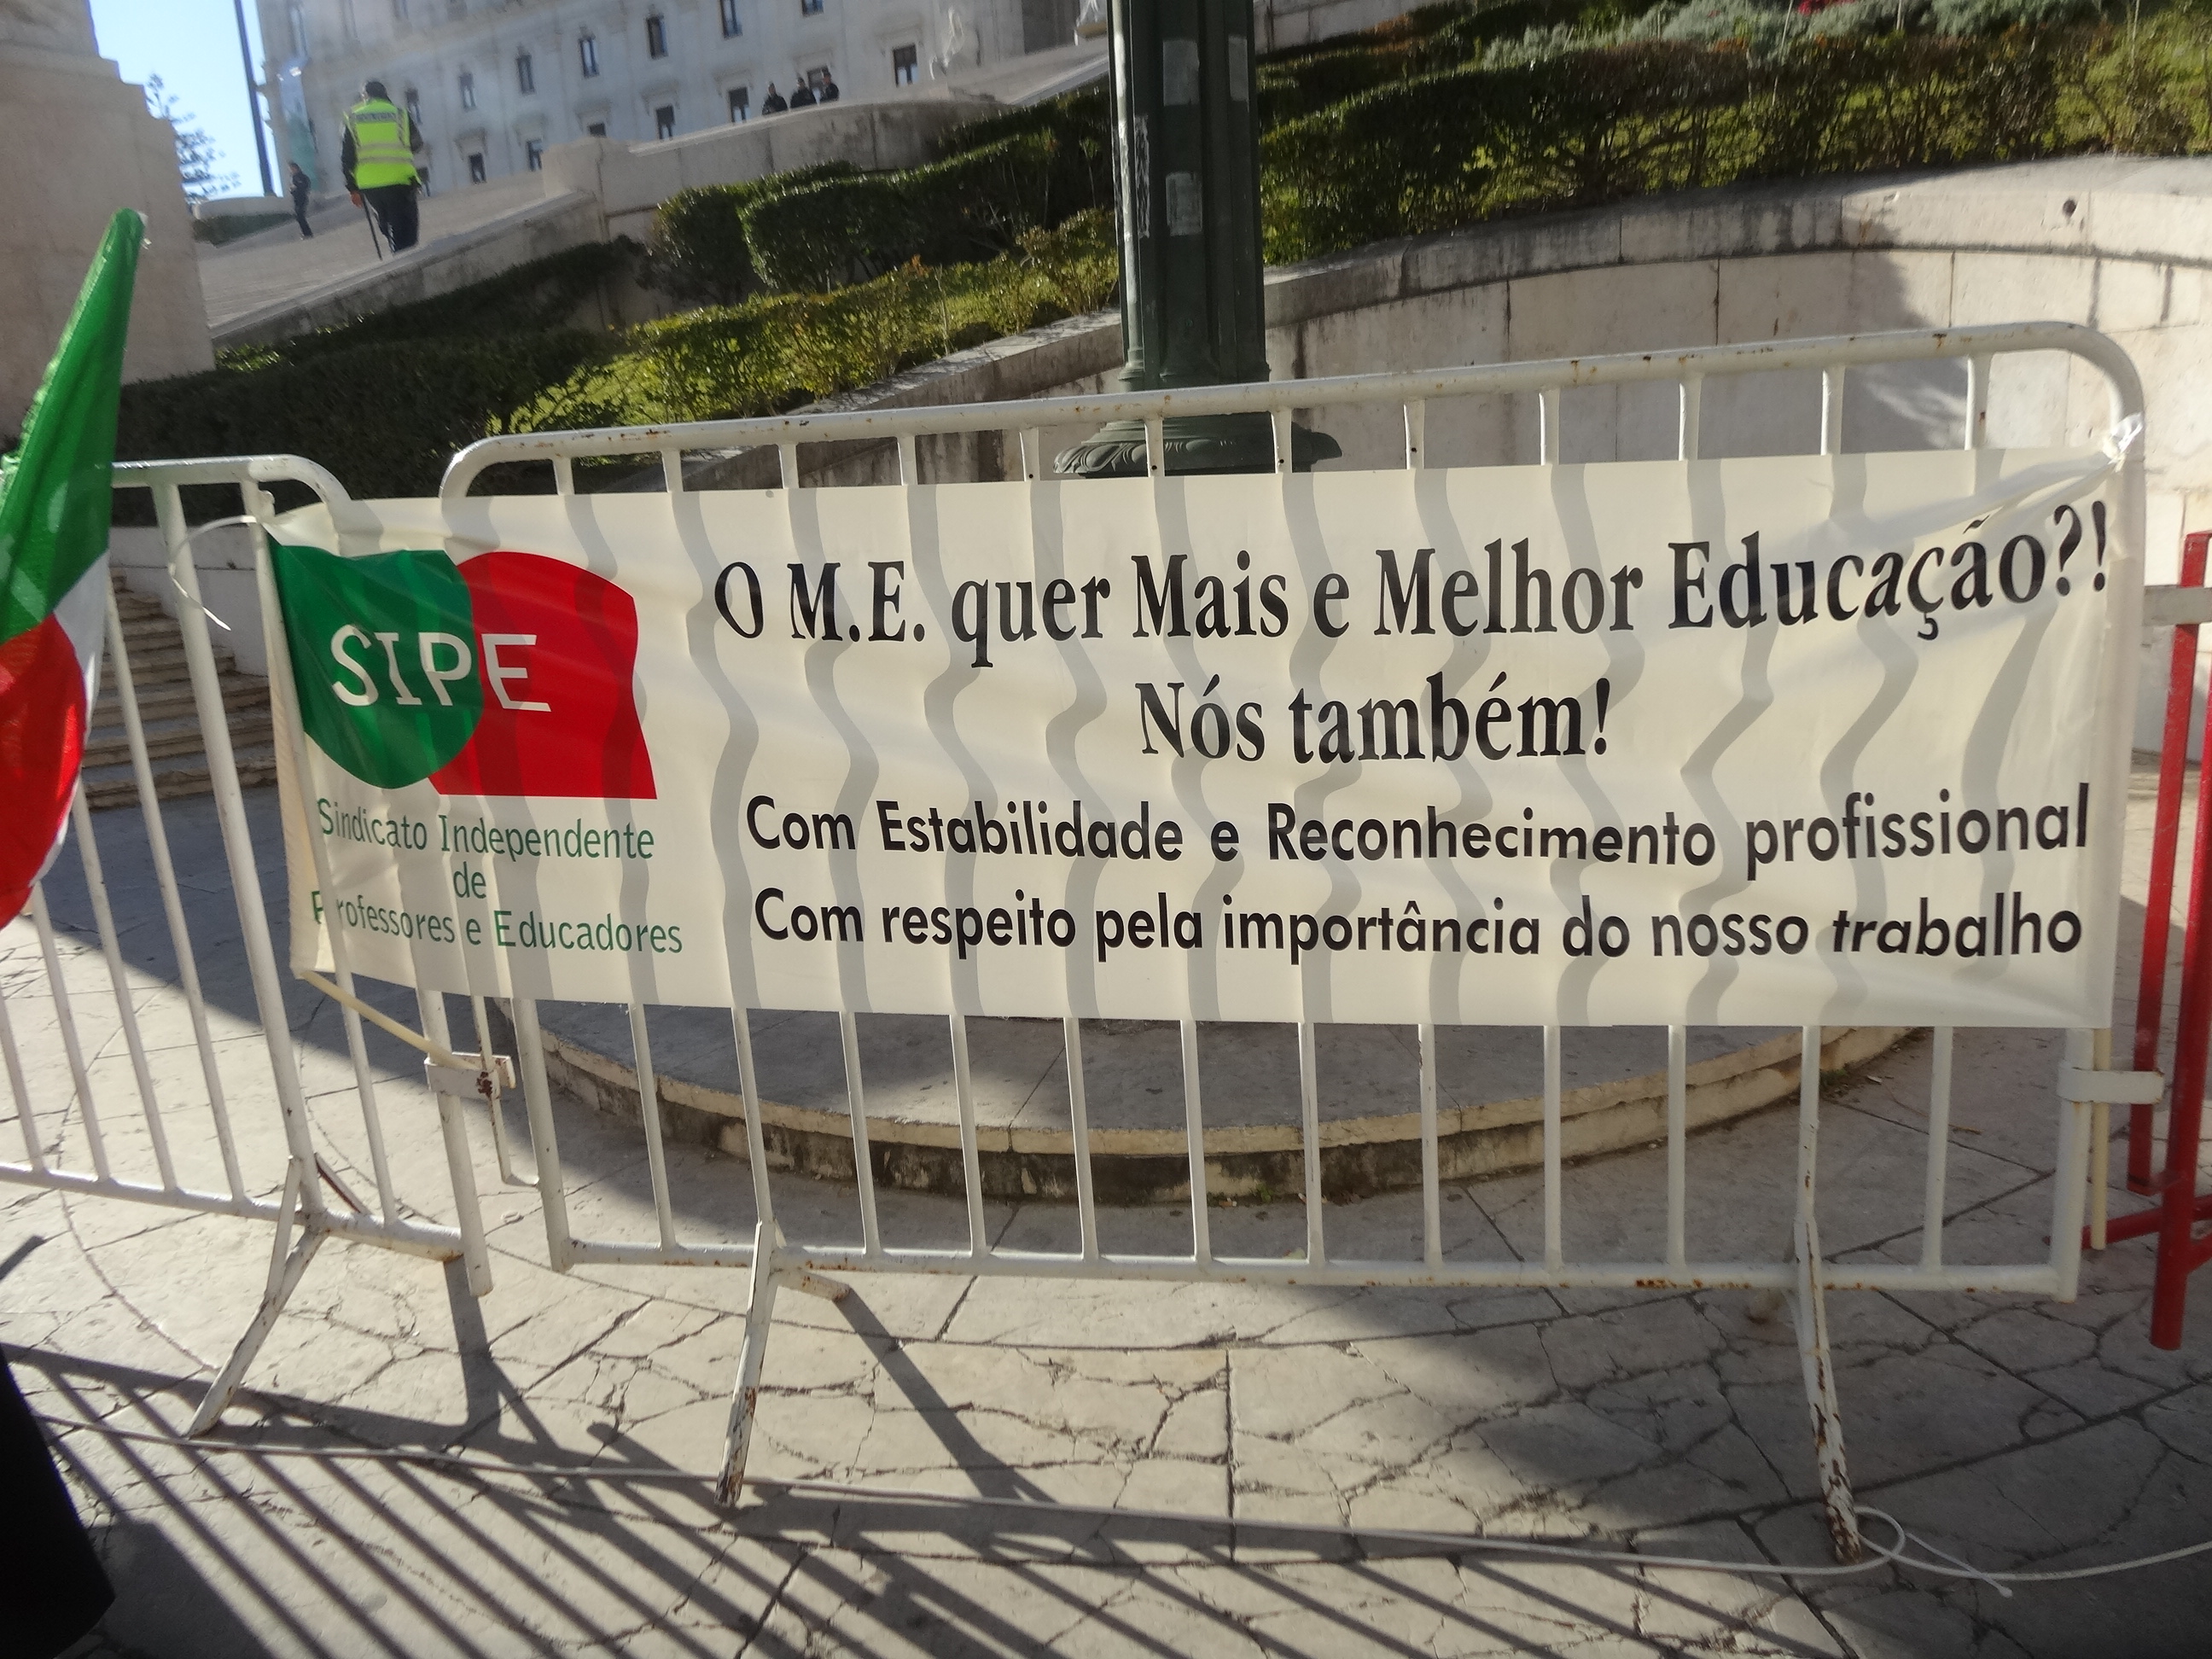 SIPE
Sindicato Independente
de
Professores e Educadores
O M.E. quer Mais e Melhor Educação?!
Nós também!
Com Estabilidade e Reconhecimento profissional
Com respeito pela importância do nosso trabalho